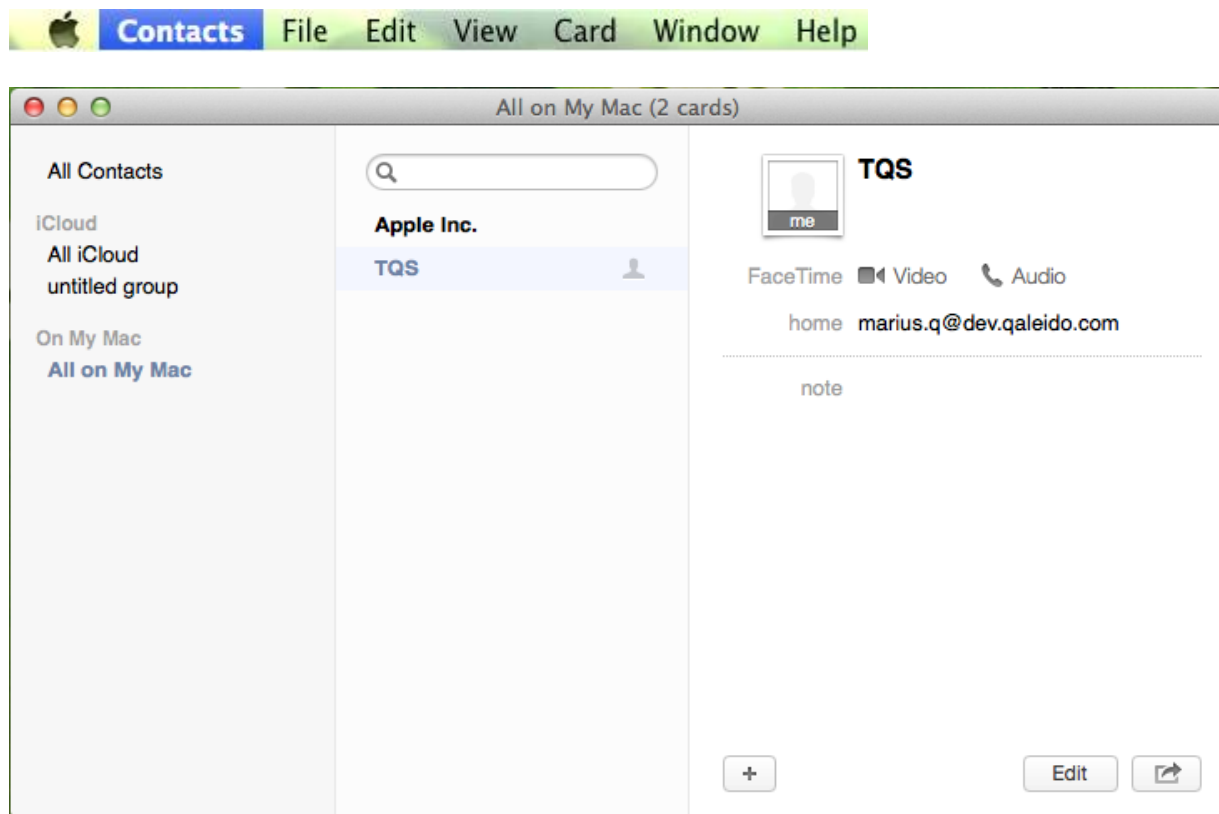 Contacts File Edit View Card Window Help
All on My Mac (2 cards)
All Contacts
iCloud
All iCloud
untitled group
On My Mac
All on My Mac
Apple Inc.
TQS
TQS
me
FaceTime Video Audio
home marius.q@dev.qaleido.com
note
+ Edit